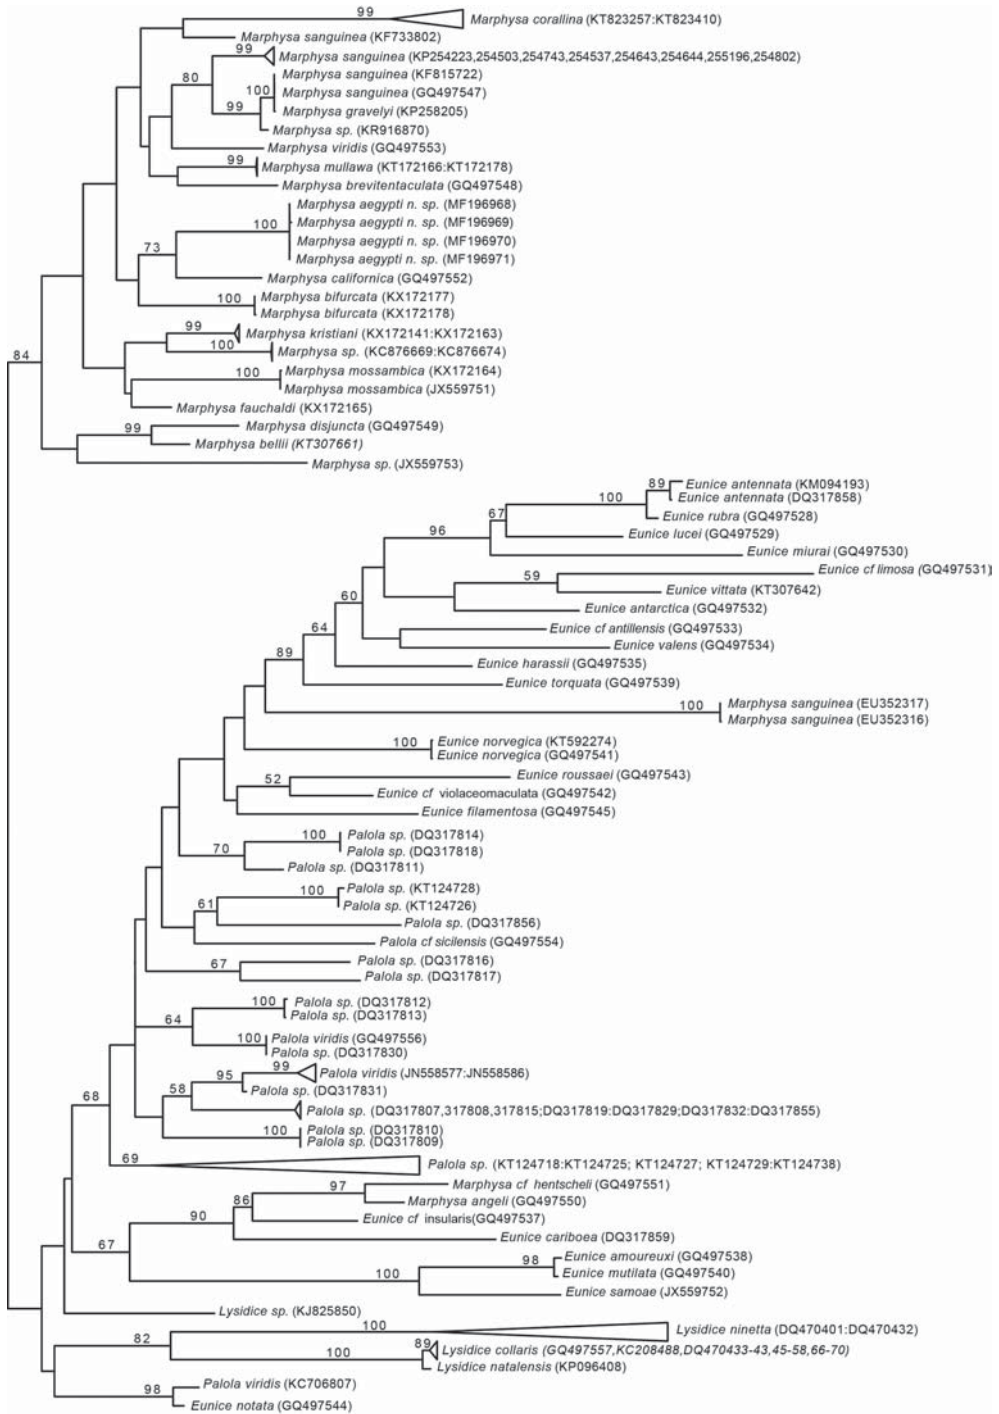 99
Marphysa corallina (KT823257:KT823410)
Marphysa sanguinea (KF733802)
99
Marphysa sanguinea (KP254223,254503,254743,254537,254643,254644,255196,254802)
Marphysa sanguinea (KF815722)
80
100
Marphysa sanguinea (GQ497547)
99
Marphysa gravelyi (KP258205)
Marphysa sp. (KR916870)
Marphysa viridis (GQ497553)
99
Marphysa mullawa (KT172166:KT172178)
Marphysa brevitentaculata (GQ497548)
Marphysa aegypti n. sp. (MF196968)
Marphysa aegypti n. sp. (MF196969)
100
Marphysa aegypti n. sp. (MF196970)
73
Marphysa aegypti n. sp. (MF196971)
Marphysa californica (GQ497552)
100
Marphysa bifurcata (KX172177)
Marphysa bifurcata (KX172178)
99
Marphysa kristiani (KX172141:KX172163)
100
Marphysa sp. (KC876669:KC876674)
84
100
Marphysa mossambica (KX172164)
Marphysa mossambica (JX559751)
Marphysa fauchaldi (KX172165)
99
Marphysa disjuncta (GQ497549)
Marphysa bellii (KT307661)
Marphysa sp. (JX559753)
89
Eunice antennata (KM094193)
100
Eunice antennata (DQ317858)
67
Eunice rubra (GQ497528)
96
Eunice lucei (GQ497529)
Eunice miurai (GQ497530)
59
Eunice cf limosa (GQ497531)
Eunice vittata (KT307642)
60
Eunice antarctica (GQ497532)
64
Eunice cf antillensis (GQ497533)
Eunice valens (GQ497534)
89
Eunice harassii (GQ497535)
Eunice torquata (GQ497539)
100
Marphysa sanguinea (EU352317)
Marphysa sanguinea (EU352316)
100
Eunice norvegica (KT592274)
Eunice norvegica (GQ497541)
52
Eunice roussaei (GQ497543)
Eunice cf violaceomaculata (GQ497542)
Eunice filamentosa (GQ497545)
100
Palola sp. (DQ317814)
70
Palola sp. (DQ317818)
Palola sp. (DQ317811)
100
Palola sp. (KT124728)
61
Palola sp. (KT124726)
Palola sp. (DQ317856)
Palola cf sicilensis (GQ497554)
67
Palola sp. (DQ317816)
Palola sp. (DQ317817)
100
Palola sp. (DQ317812)
64
Palola sp. (DQ317813)
100
Palola viridis (GQ497556)
Palola sp. (DQ317830)
99
Palola viridis (JN558577:JN558586)
95
Palola sp. (DQ317831)
58
Palola sp. (DQ317807,317808,317815;DQ317819:DQ317829;DQ317832:DQ317855)
68
100
Palola sp. (DQ317810)
Palola sp. (DQ317809)
69
Palola sp. (KT124718:KT124725; KT124727; KT124729:KT124738)
97
Marphysa cf hentscheli (GQ497551)
86
Marphysa angeli (GQ497550)
90
Eunice cf insularis(GQ497537)
Eunice cariboea (DQ317859)
67
98
Eunice amoureuxi (GQ497538)
100
Eunice mutilata (GQ497540)
Eunice samoae (JX559752)
Lysidice sp. (KJ825850)
100
Lysidice ninetta (DQ470401:DQ470432)
82
89
Lysidice collaris (GQ497557,KC208488,DQ470433-43,45-58,66-70)
100
Lysidice natalensis (KP096408)
98
Palola viridis (KC706807)
Eunice notata (GQ497544)